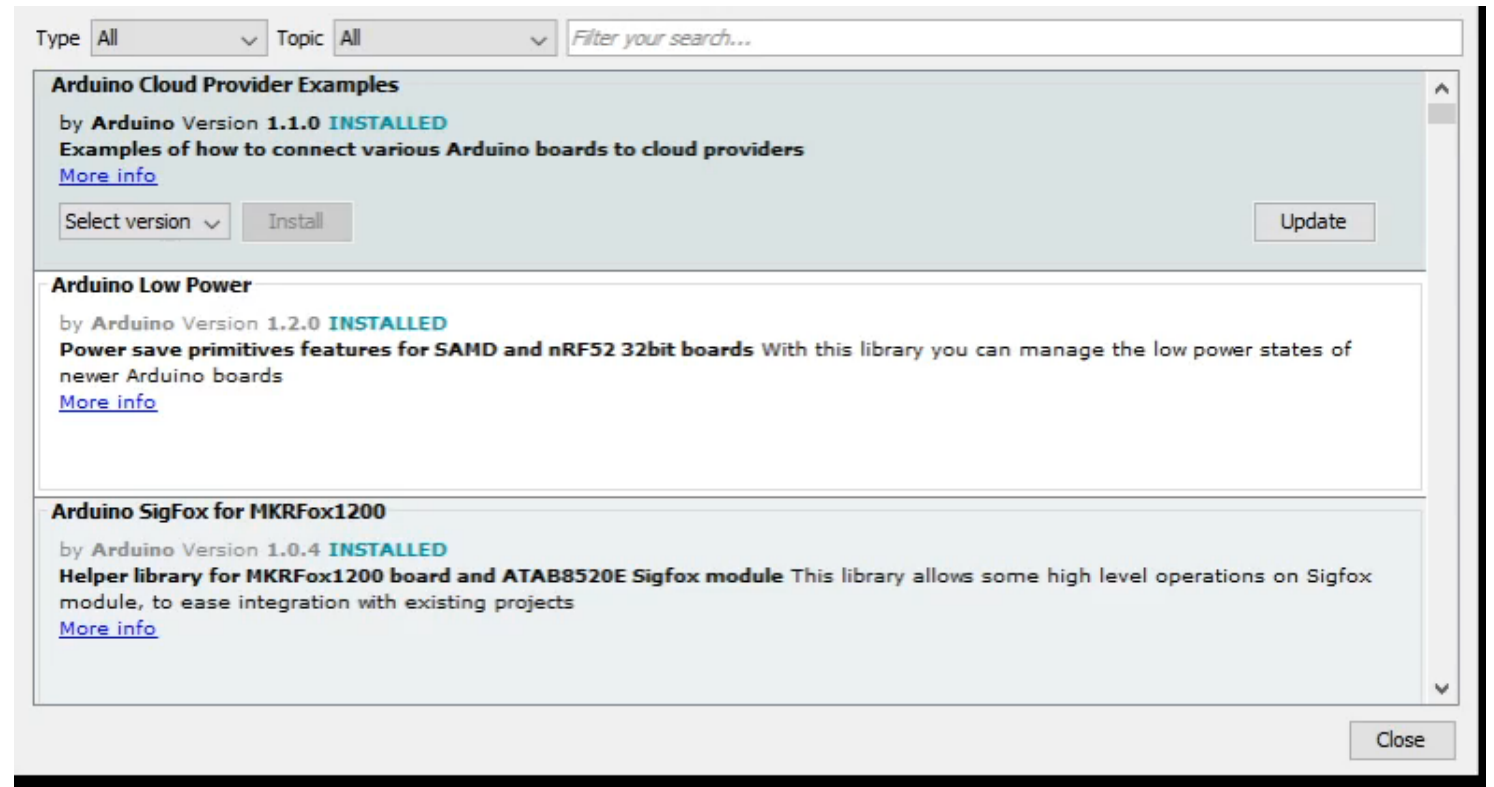 Type All Topic All Filter your search...
Arduino Cloud Provider Examples
by Arduino Version 1.1.0 INSTALLED
Examples of how to connect various Arduino boards to cloud providers
More info
Select version Install Update
Arduino Low Power
by Arduino Version 1.2.0 INSTALLED
Power save primitives features for SAMD and nRF52 32bit boards With this library you can manage the low power states of
newer Arduino boards
More info
Arduino SigFox for MKRFox1200
by Arduino Version 1.0.4 INSTALLED
Helper library for MKRFox1200 board and ATAB8520E Sigfox module This library allows some high level operations on Sigfox
module, to ease integration with existing projects
More info
Close